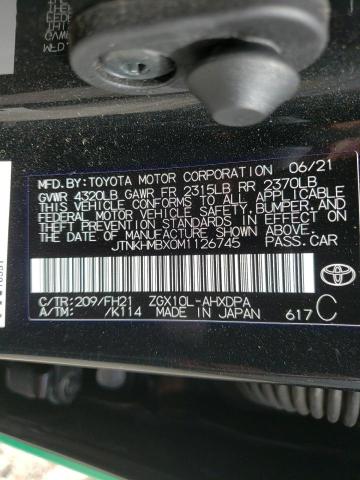 MFD. BY: TOYOTA MOTOR CORPORATION 06/21
GVWR 4320LB GAWR FR 2315LB RR 2370LB
THIS VEHICLE CONFORMS TO ALL APPLICABLE
FEDERAL MOTOR VEHICLE SAFETY, BUMPER, AND
THEFT PREVENTION STANDARDS IN EFFECT ON
THE DATE OF MANUFACTURE SHOWN ABOVE.
JTNKHMBX0M1126745 PASS.CAR
TOYOTA
C/TR: 209/FH21 ZGX10L-AHXDPA
A/TM: /K114 MADE IN JAPAN 617 C